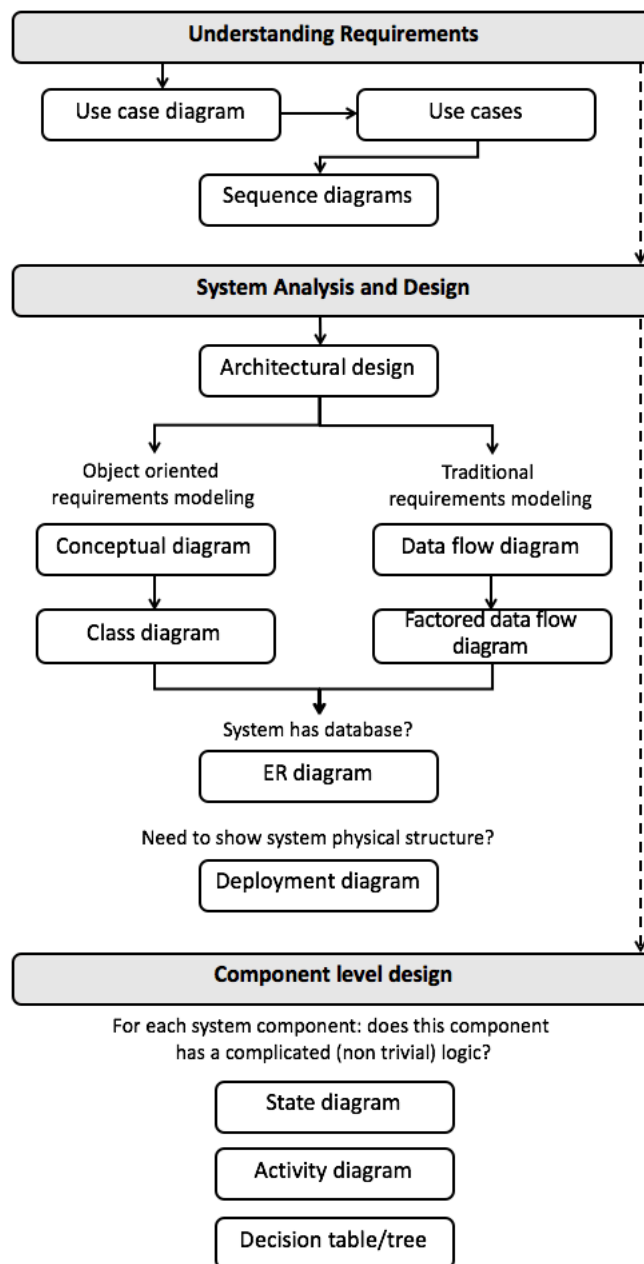 Understanding Requirements
Use case diagram
Use cases
Sequence diagrams
System Analysis and Design
Architectural design
Object oriented
requirements modeling
Traditional
requirements modeling
Conceptual diagram
Data flow diagram
Class diagram
Factored data flow
diagram
System has database?
ER diagram
Need to show system physical structure?
Deployment diagram
Component level design
For each system component: does this component
has a complicated (non trivial) logic?
State diagram
Activity diagram
Decision table/tree